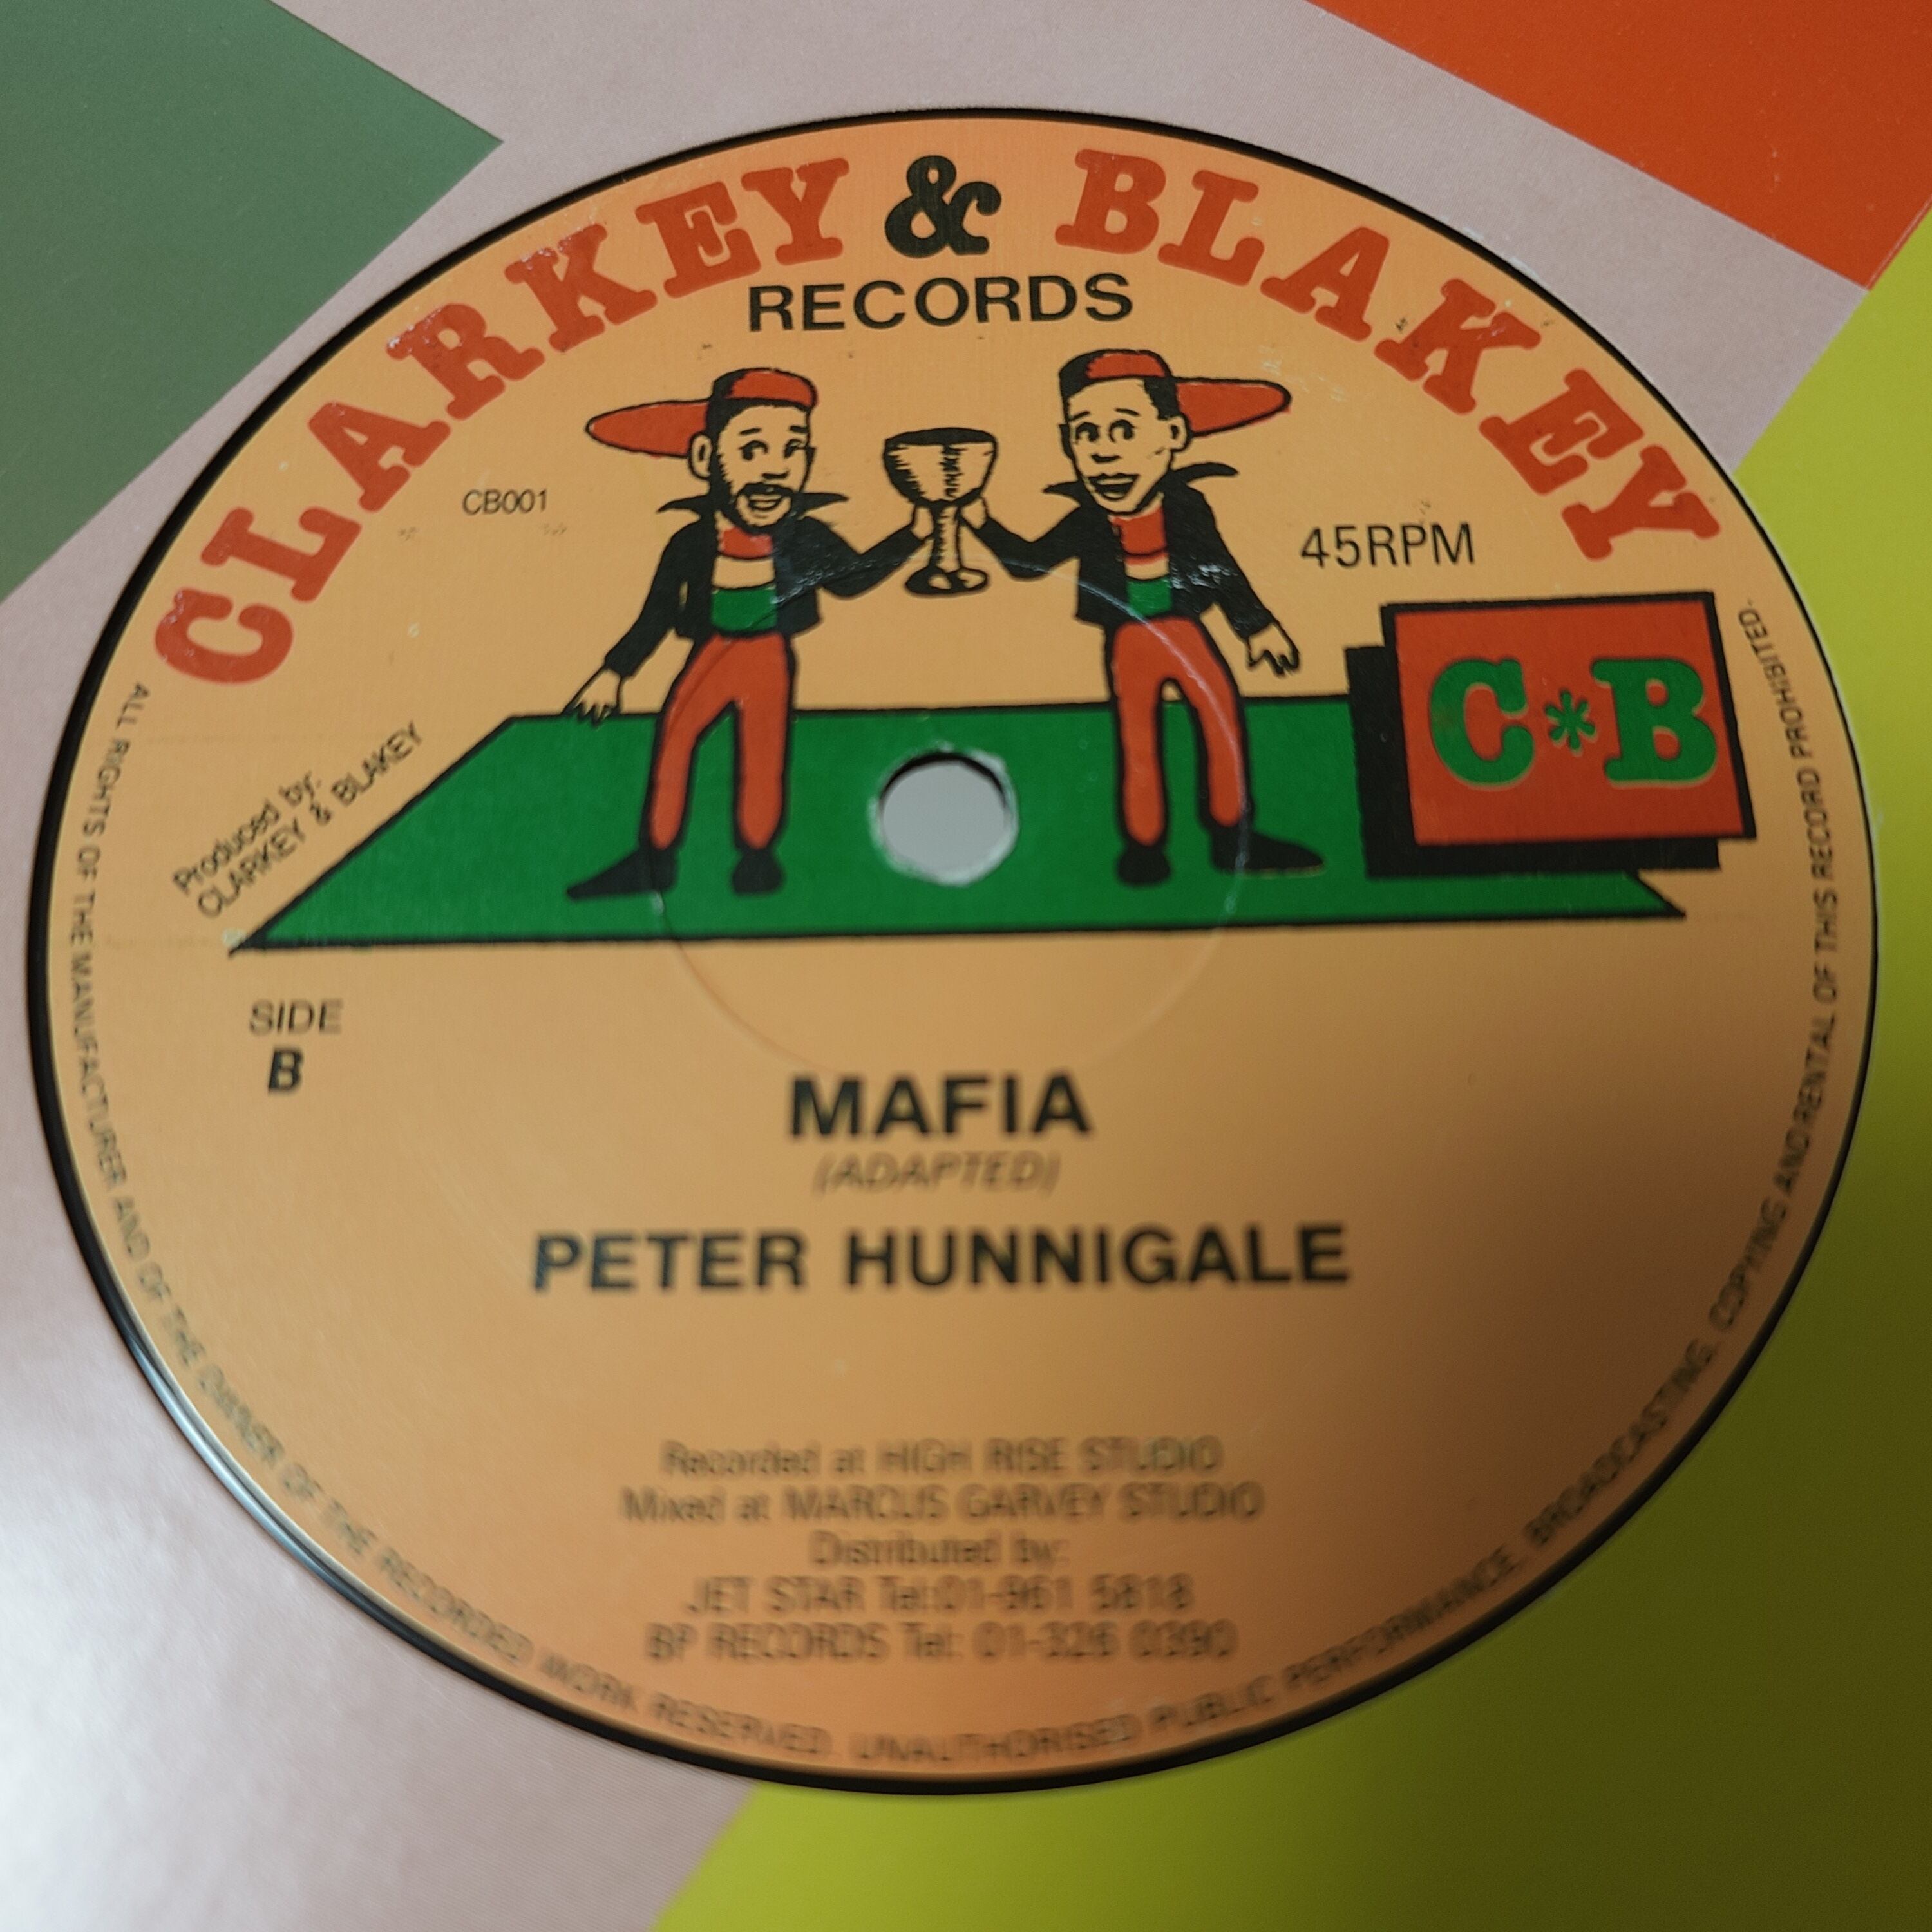 CLARKEY & BLAKEY
RECORDS
CB001
45RPM
C*B
Produced by:
CLARKEY & BLAKEY
SIDE
B
MAFIA
(ADAPTED)
PETER HUNNIGALE
Recorded at HIGH RISE STUDIO
Mixed at MARCUS GARVEY STUDIO
Distributed by:
JET STAR Tel:01-961 5818
BP RECORDS Tel: 01-326 0390
ALL RIGHTS OF THE MANUFACTURER AND OF THE OWNER OF THE RECORDED WORK RESERVED. UNAUTHORISED PUBLIC PERFORMANCE. BROADCASTING. COPYING AND RENTAL OF THIS RECORD PROHIBITED.